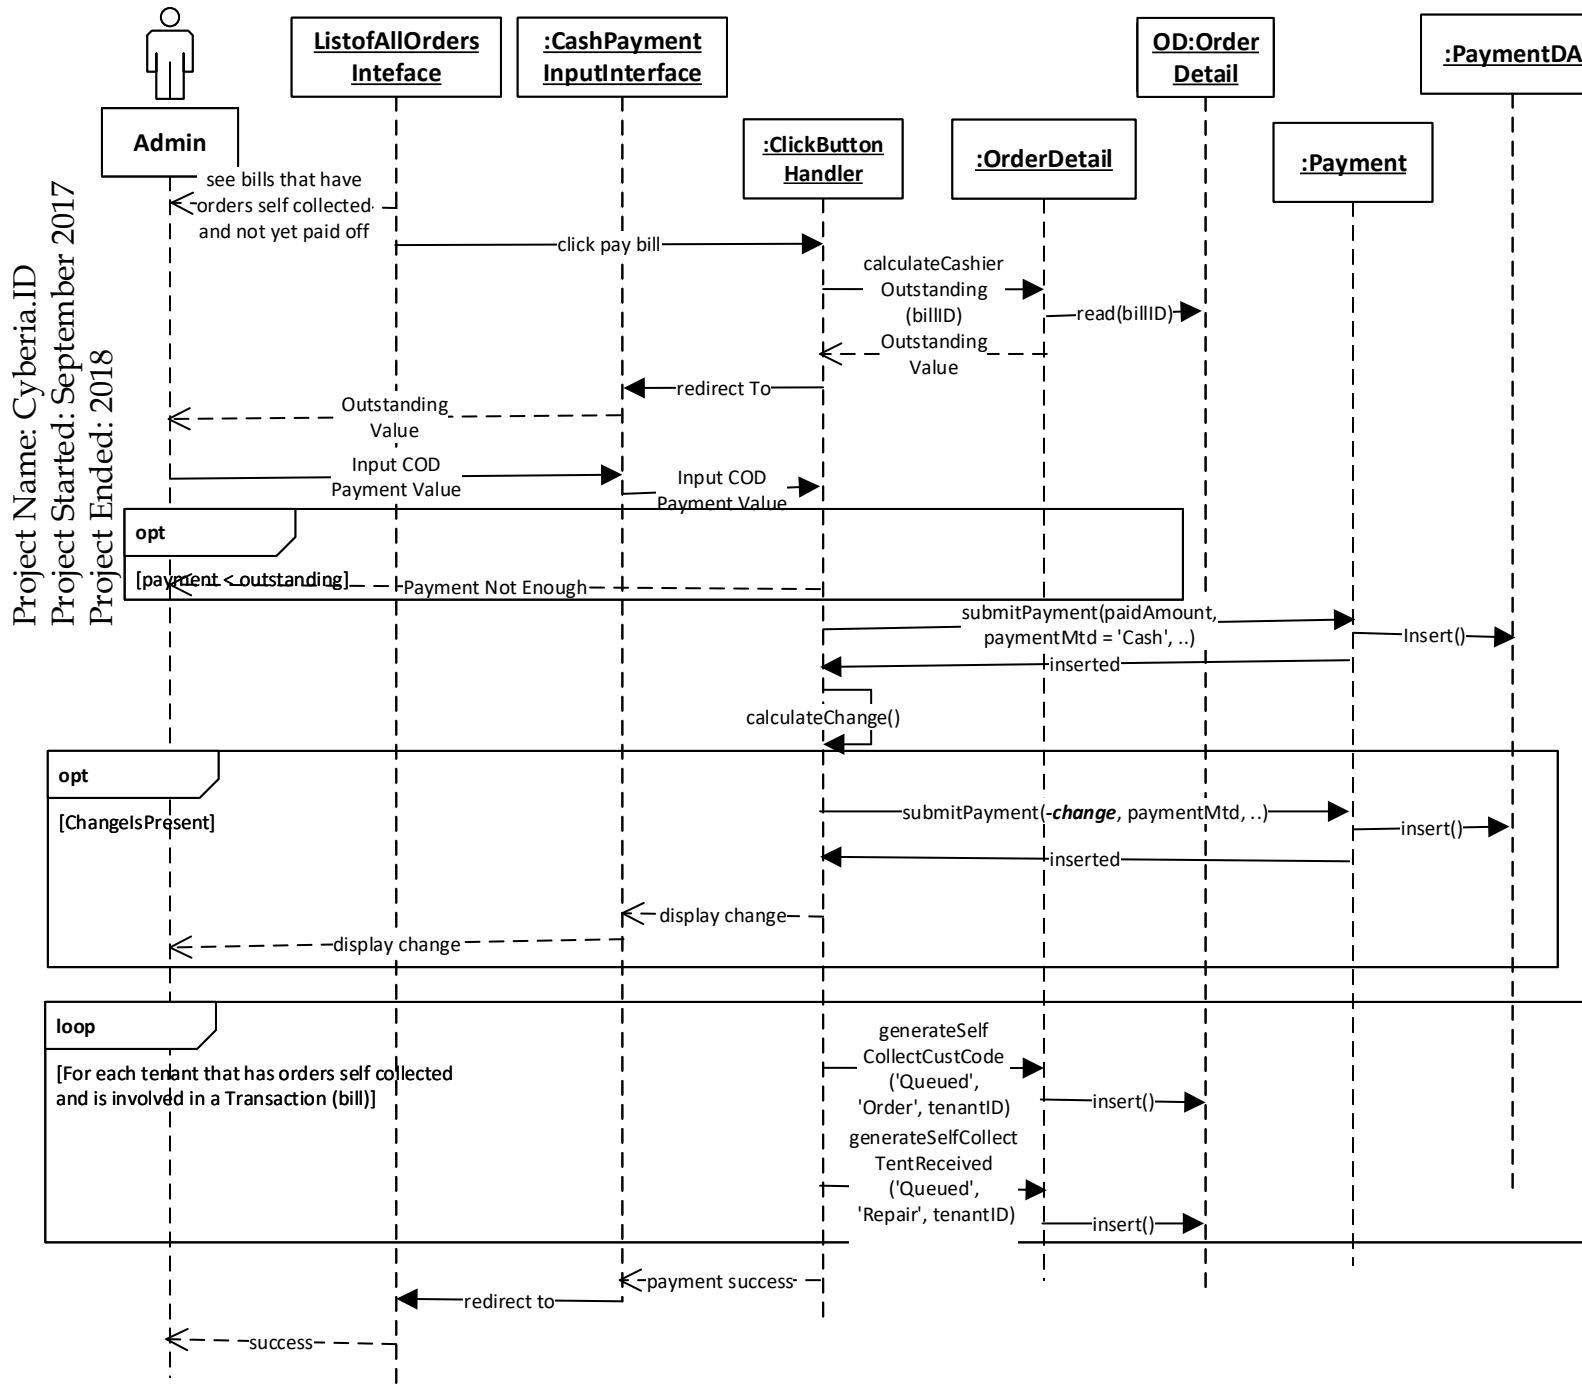 ListofAllOrders
Inteface
:CashPayment
InputInterface
OD:Order
Detail
:PaymentDA
Admin
:ClickButton
Handler
:OrderDetail
:Payment
Project Name: Cyberia.ID
Project Started: September 2017
Project Ended: 2018
see bills that have
orders self collected
and not yet paid off
click pay bill
calculateCashier
Outstanding
(billID)
read(billID)
Outstanding
Value
redirect To
Outstanding
Value
Input COD
Payment Value
Input COD
Payment Value
opt
[payment < outstanding]
Payment Not Enough
submitPayment(paidAmount,
paymentMtd = 'Cash', ..)
Insert()
inserted
calculateChange()
opt
[ChangeIsPresent]
submitPayment(-change, paymentMtd, ..)
insert()
inserted
display change
display change
loop
[For each tenant that has orders self collected
and is involved in a Transaction (bill)]
generateSelf
CollectCustCode
('Queued',
'Order', tenantID)
insert()
generateSelfCollect
TentReceived
('Queued',
'Repair', tenantID)
insert()
payment success
redirect to
success